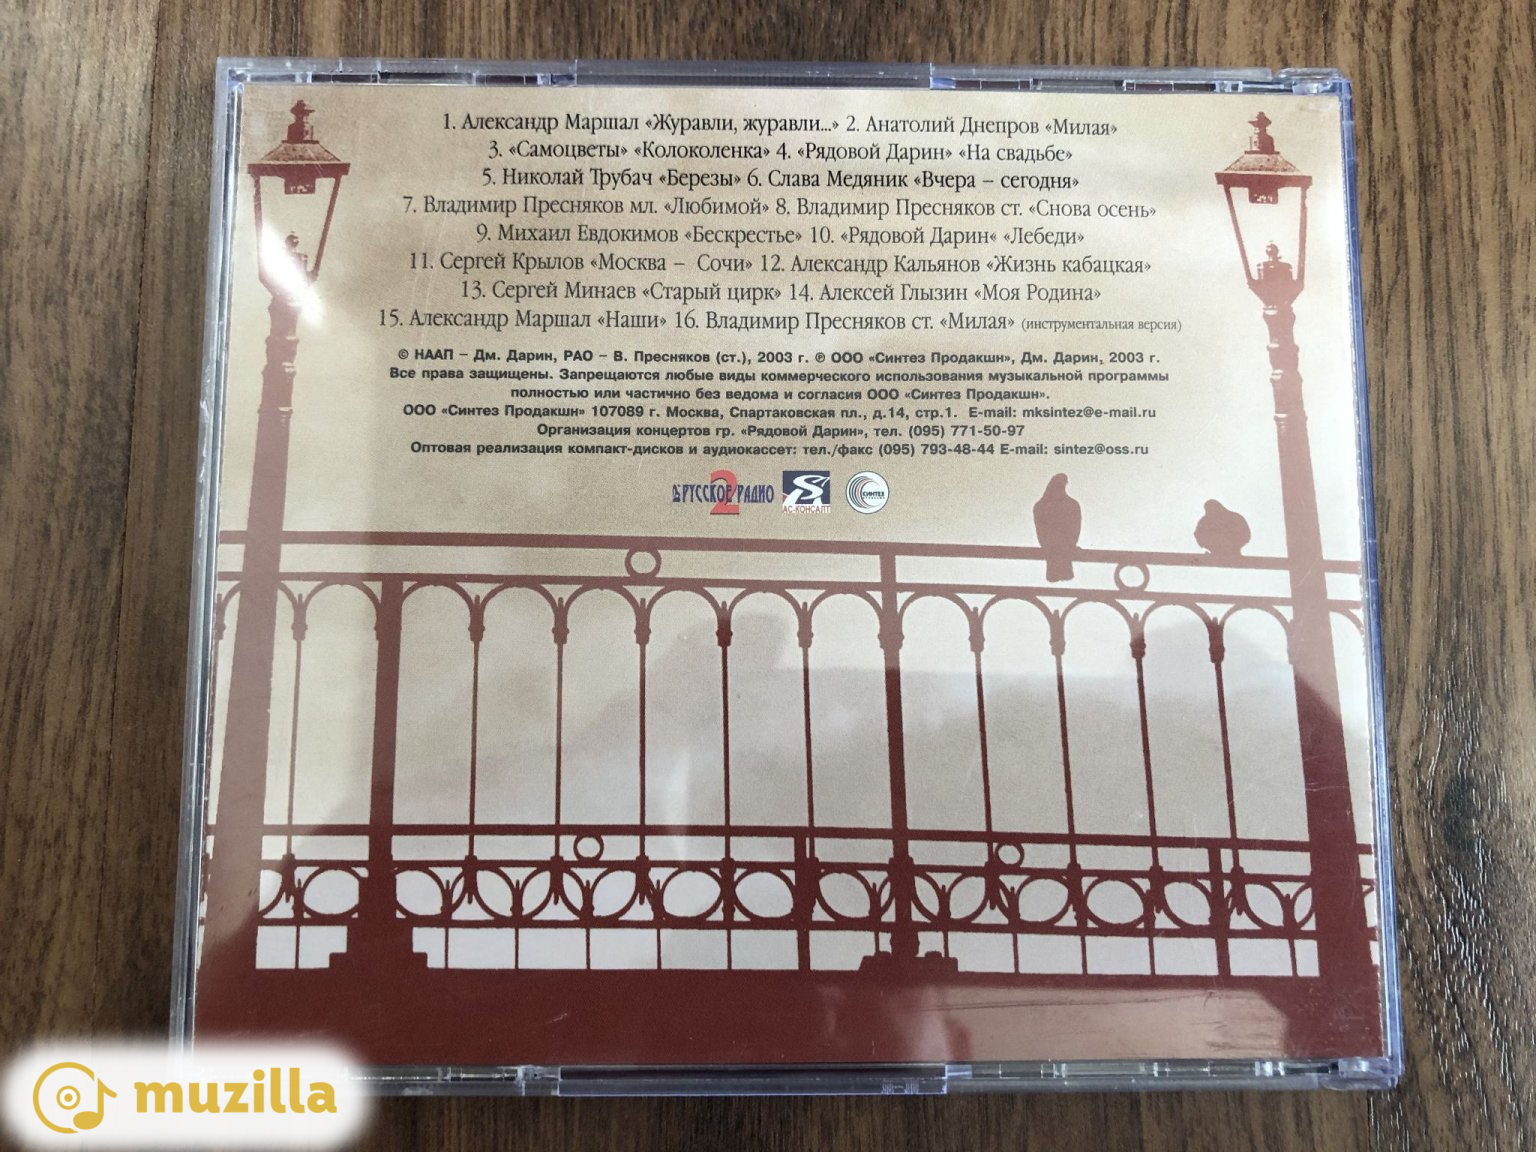 1. Александр Маршал «Журавли, журавли...» 2. Анатолий Днепров «Милая»
3. «Самоцветы» «Колоколенка» 4. «Рядовой Дарин» «На свадьбе»
5. Николай Трубач «Березы» 6. Слава Медяник «Вчера – сегодня»
7. Владимир Пресняков мл. «Любимой» 8. Владимир Пресняков ст. «Снова осень»
9. Михаил Евдокимов «Бескрестье» 10. «Рядовой Дарин« «Лебеди»
11. Сергей Крылов «Москва – Сочи» 12. Александр Кальянов «Жизнь кабацкая»
13. Сергей Минаев «Старый цирк» 14. Алексей Глызин «Моя Родина»
15. Александр Маршал «Наши» 16. Владимир Пресняков ст. «Милая» (инструментальная версия)
© НААП – Дм. Дарин, РАО – В. Пресняков (ст.), 2003 г. ℗ ООО «Синтез Продакшн», Дм. Дарин, 2003 г.
Все права защищены. Запрещаются любые виды коммерческого использования музыкальной программы
полностью или частично без ведома и согласия ООО «Синтез Продакшн».
ООО «Синтез Продакшн» 107089 г. Москва, Спартаковская пл., д.14, стр.1. E-mail: mksintez@e-mail.ru
Организация концертов гр. «Рядовой Дарин», тел. (095) 771-50-97
Оптовая реализация компакт-дисков и аудиокассет: тел./факс (095) 793-48-44 E-mail: sintez@oss.ru
РУССКОЕ РАДИО 2 АС-КОНСАЛТ СИНТЕЗ
muzilla